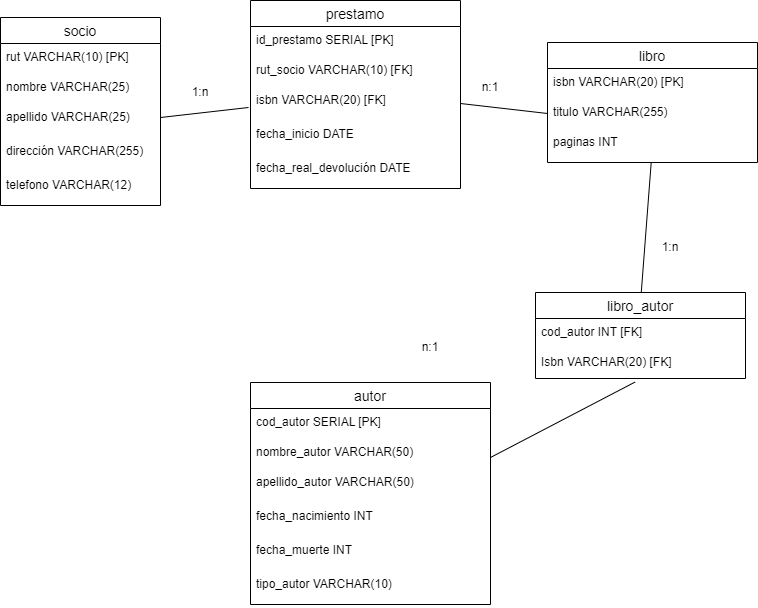 socio
rut VARCHAR(10) [PK]
nombre VARCHAR(25)
apellido VARCHAR(25)
dirección VARCHAR(255)
telefono VARCHAR(12)
1:n
prestamo
id_prestamo SERIAL [PK]
rut_socio VARCHAR(10) [FK]
isbn VARCHAR(20) [FK]
fecha_inicio DATE
fecha_real_devolución DATE
n:1
libro
isbn VARCHAR(20) [PK]
titulo VARCHAR(255)
paginas INT
1:n
libro_autor
cod_autor INT [FK]
Isbn VARCHAR(20) [FK]
n:1
autor
cod_autor SERIAL [PK]
nombre_autor VARCHAR(50)
apellido_autor VARCHAR(50)
fecha_nacimiento INT
fecha_muerte INT
tipo_autor VARCHAR(10)